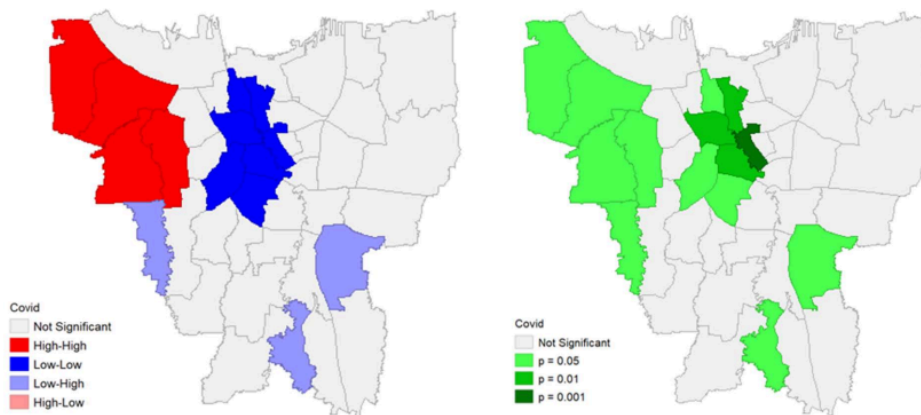 Covid
Not Significant
High-High
Low-Low
Low-High
High-Low
Covid
Not Significant
p = 0.05
p = 0.01
p = 0.001